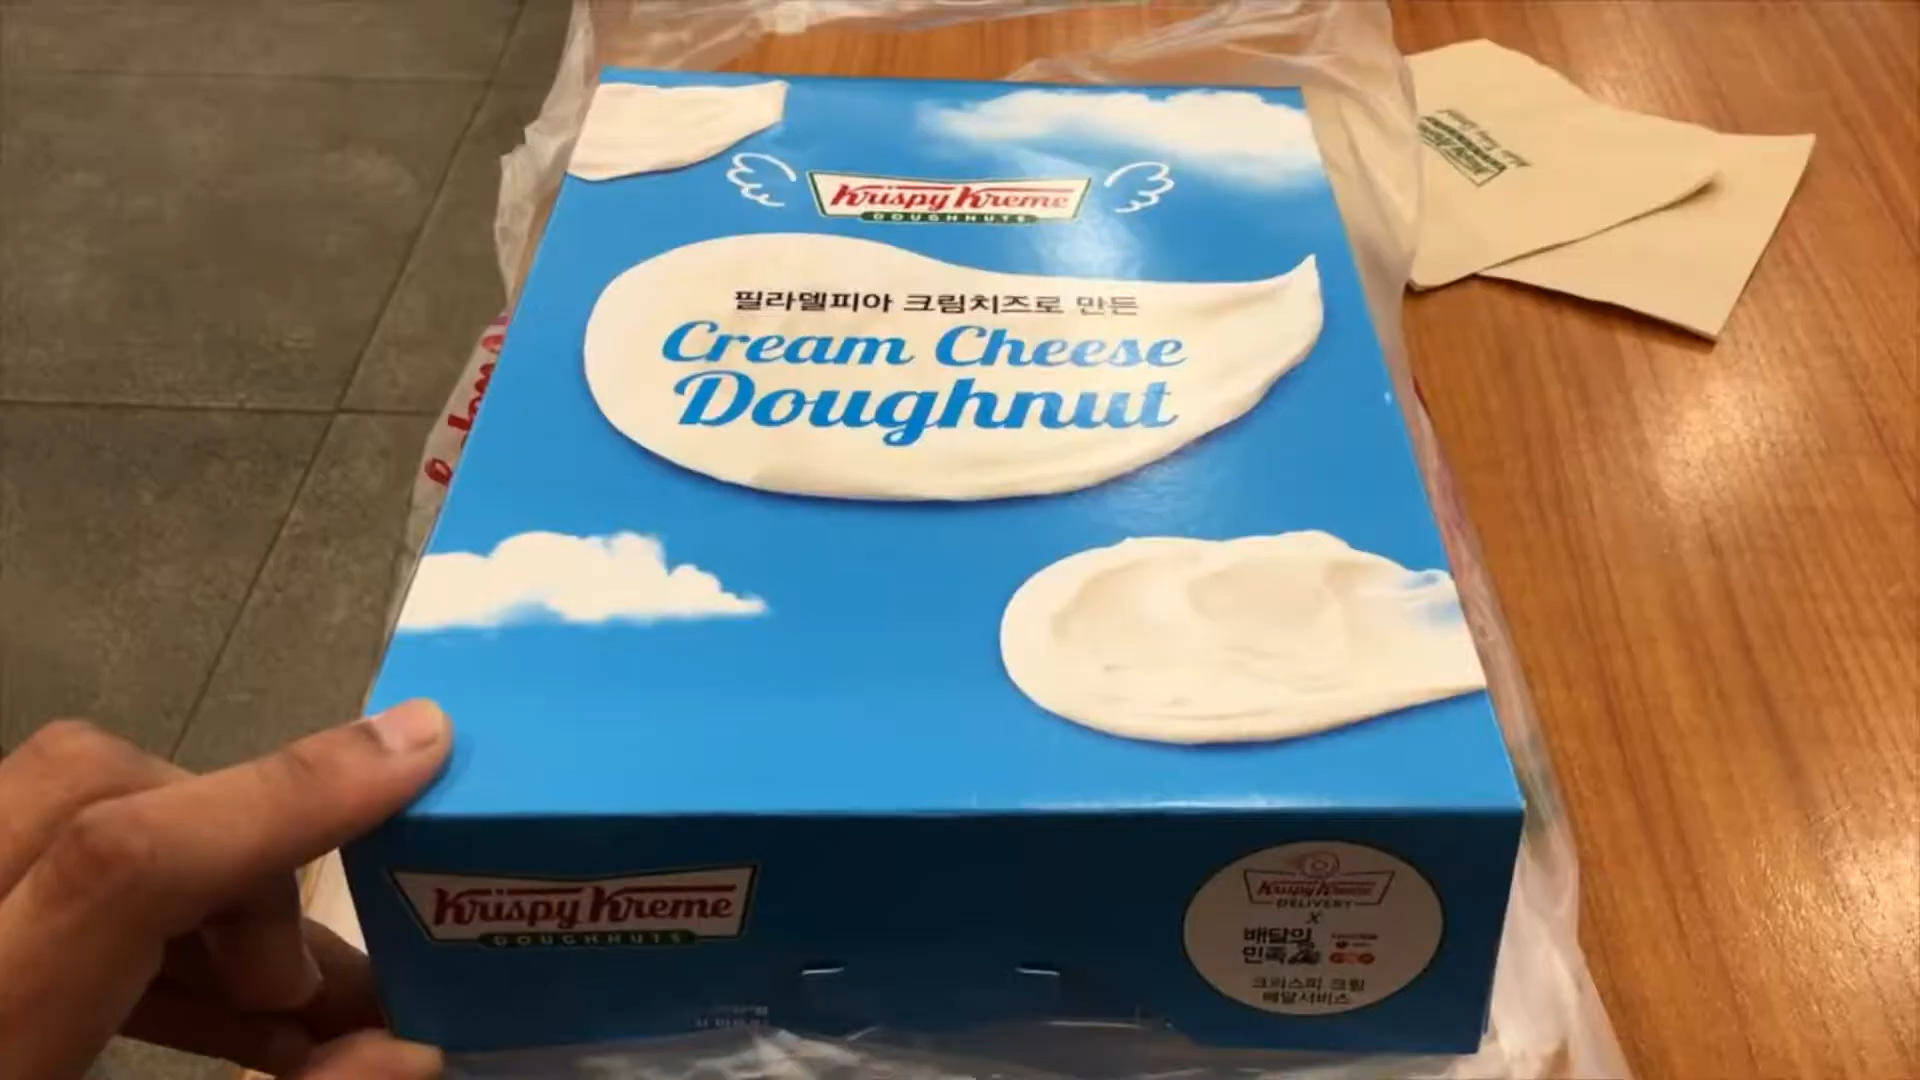 Krispy Kreme
DOUGHNUTS
필라델피아 크림치즈로 만든
Cream Cheese
Doughnut
Krispy Kreme
DOUGHNUTS
Krispy Kreme
DELIVERY
X
배달의
민족
크리스피 크림
배달서비스